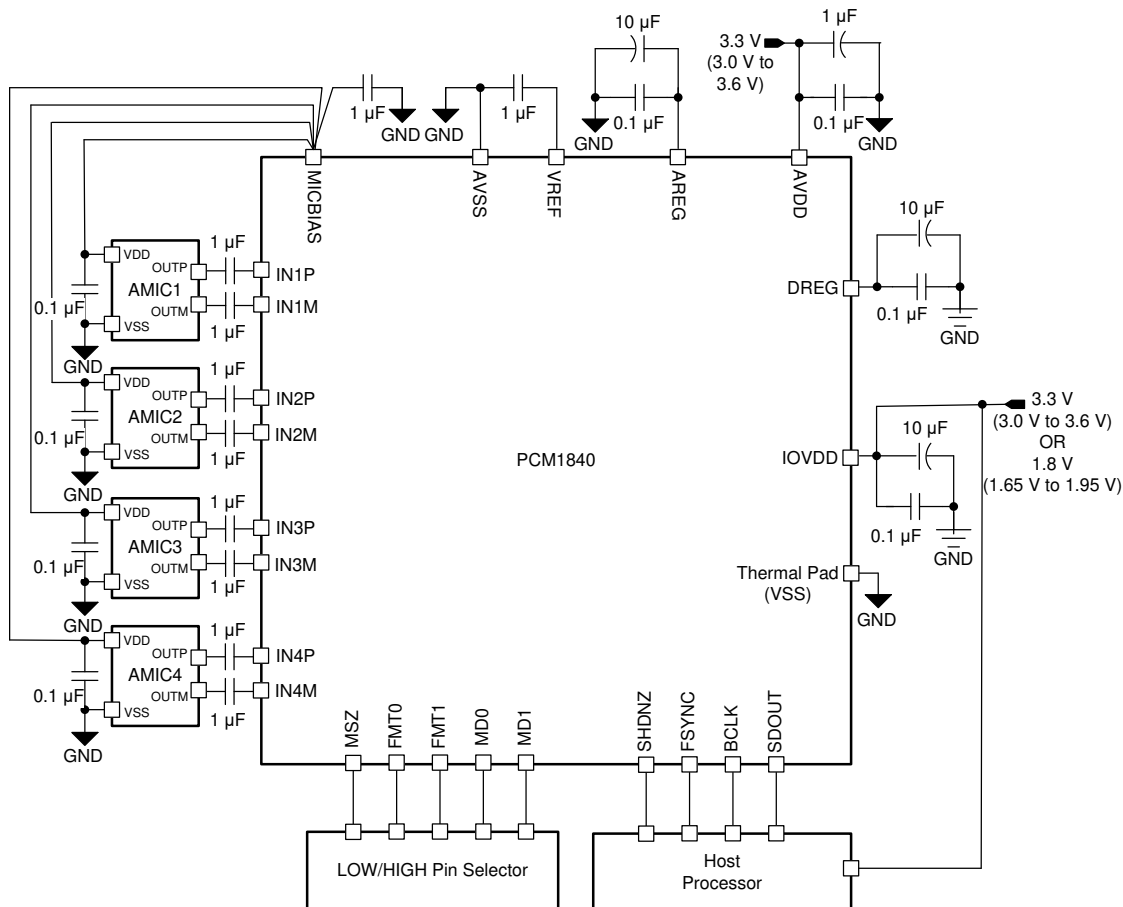 10 µF
0.1 µF
GND
3.3 V
(3.0 V to
3.6 V)
1 µF
0.1 µF
GND
1 µF
GND
GND
1 µF
MICBIAS
AVSS
VREF
AREG
AVDD
VDD
OUTP
AMIC1
OUTM
VSS
0.1 µF
GND
1 µF
1 µF
IN1P
IN1M
VDD
OUTP
AMIC2
OUTM
VSS
0.1 µF
GND
1 µF
1 µF
IN2P
IN2M
VDD
OUTP
AMIC3
OUTM
VSS
0.1 µF
GND
1 µF
1 µF
IN3P
IN3M
VDD
OUTP
AMIC4
OUTM
VSS
0.1 µF
GND
1 µF
1 µF
IN4P
IN4M
PCM1840
DREG
10 µF
0.1 µF
GND
IOVDD
10 µF
0.1 µF
GND
3.3 V
(3.0 V to 3.6 V)
OR
1.8 V
(1.65 V to 1.95 V)
Thermal Pad
(VSS)
GND
MSZ
FMT0
FMT1
MD0
MD1
SHDNZ
FSYNC
BCLK
SDOUT
LOW/HIGH Pin Selector
Host
Processor